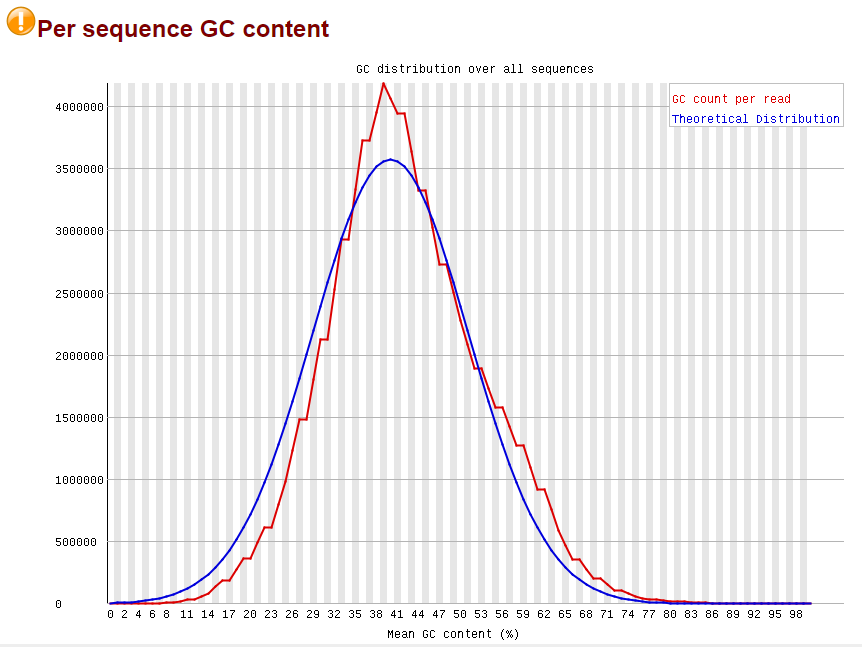 Per sequence GC content
GC distribution over all sequences
GC count per read
Theoretical Distribution
4000000
3500000
3000000
2500000
2000000
1500000
1000000
500000
0
0 2 4 6 8 11 14 17 20 23 26 29 32 35 38 41 44 47 50 53 56 59 62 65 68 71 74 77 80 83 86 89 92 95 98
Mean GC content (%)